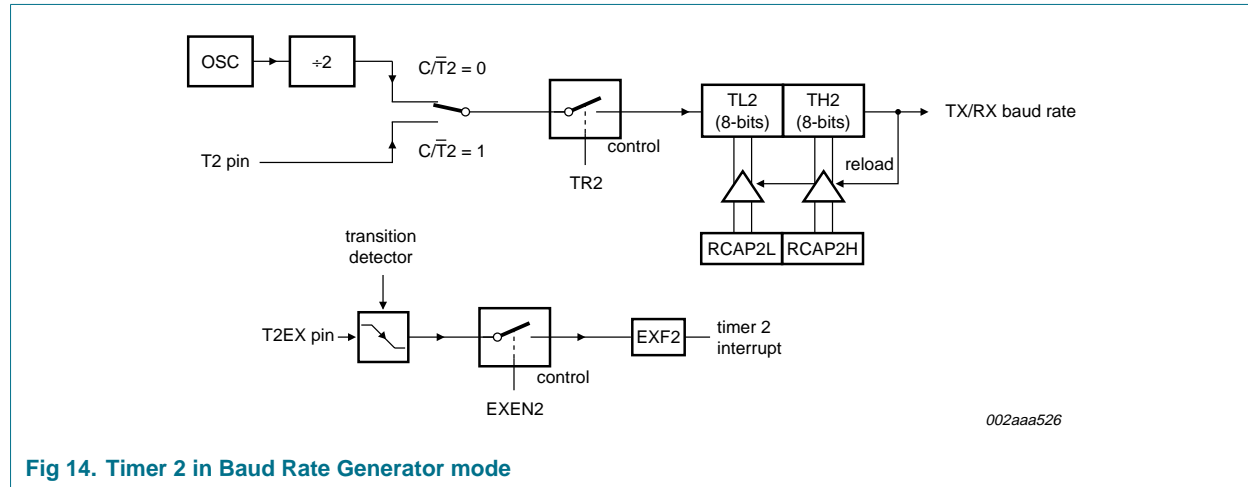 OSC
÷2
C/T̅2 = 0
C/T̅2 = 1
T2 pin
control
TR2
TL2
(8-bits)
TH2
(8-bits)
TX/RX baud rate
reload
RCAP2L
RCAP2H
transition
detector
T2EX pin
control
EXEN2
EXF2
timer 2
interrupt
002aaa526
Fig 14. Timer 2 in Baud Rate Generator mode